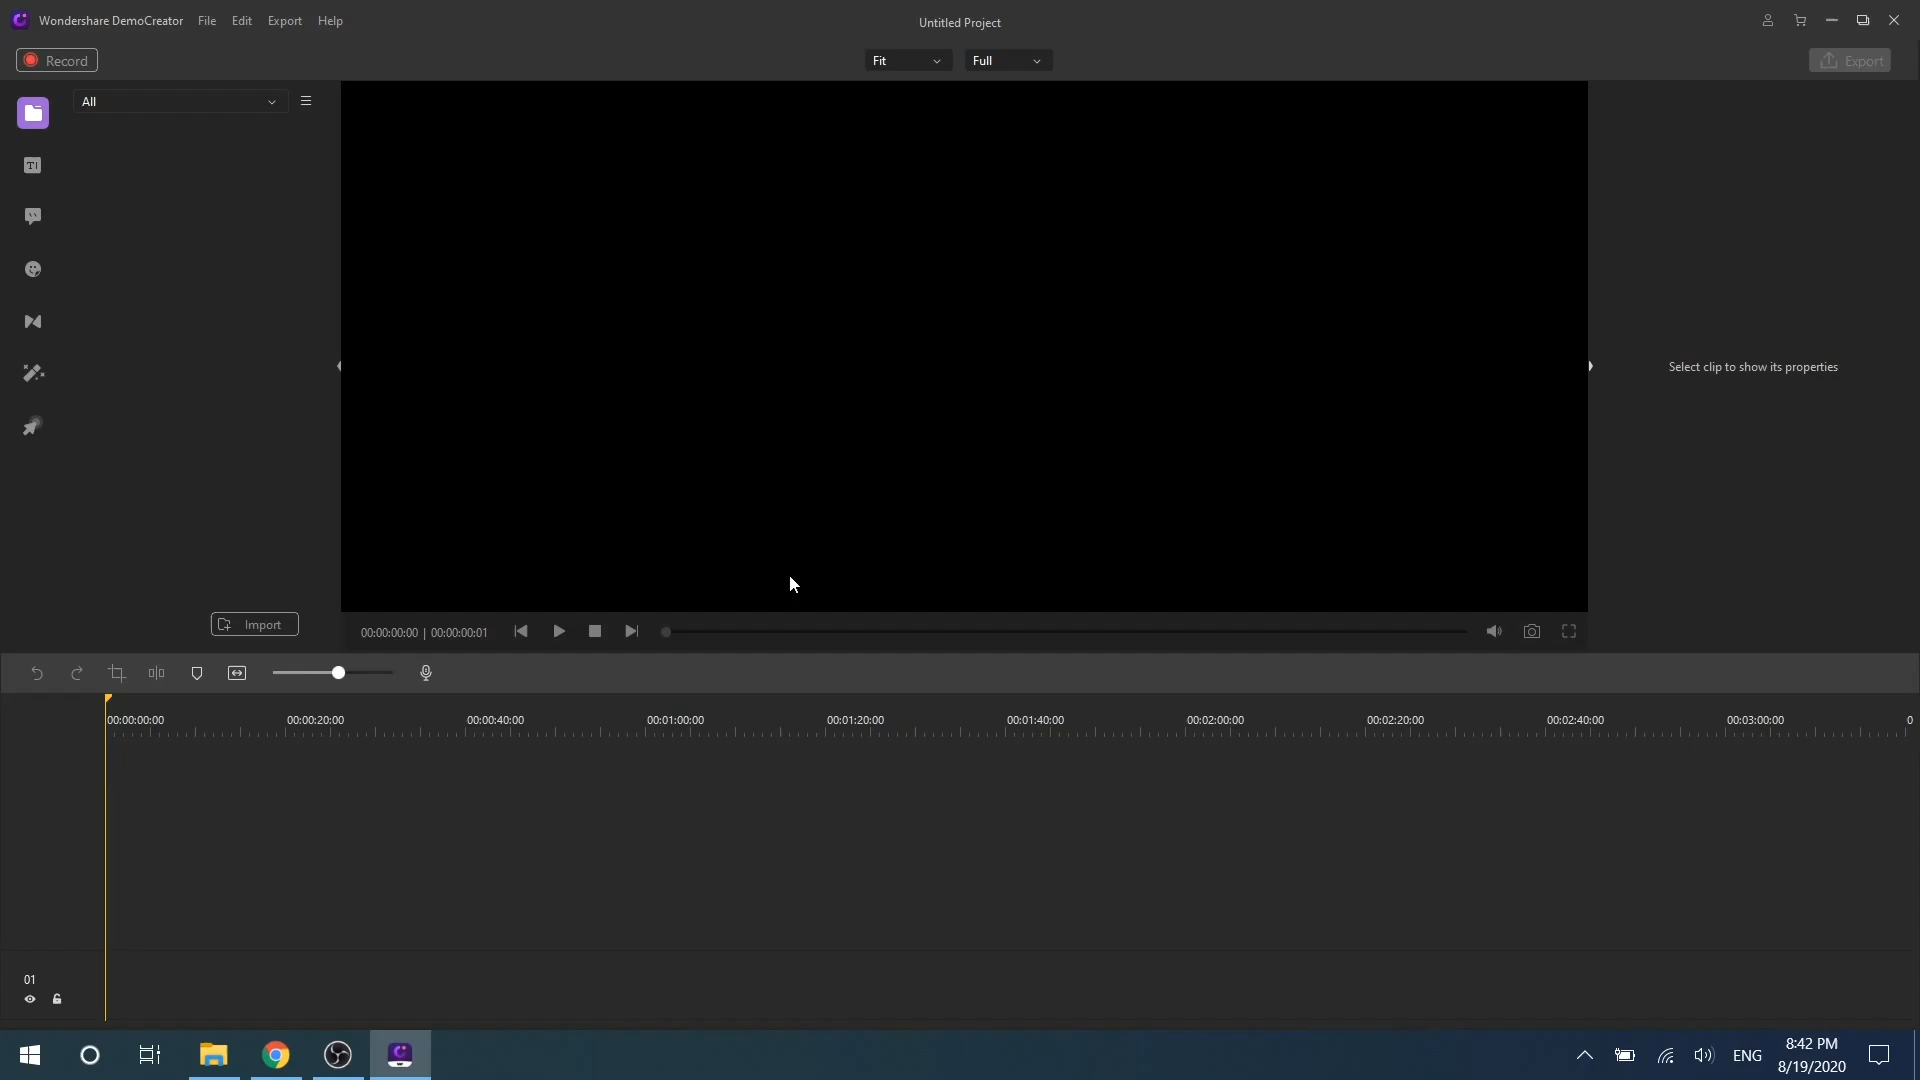 Wondershare DemoCreator File Edit Export Help
Untitled Project
Record
Fit
Full
Export
All
Select clip to show its properties
Import
00:00:00:00 | 00:00:00:01
00:00:00:00 00:00:20:00 00:00:40:00 00:01:00:00 00:01:20:00 00:01:40:00 00:02:00:00 00:02:20:00 00:02:40:00 00:03:00:00 0
01
ENG
8:42 PM
8/19/2020